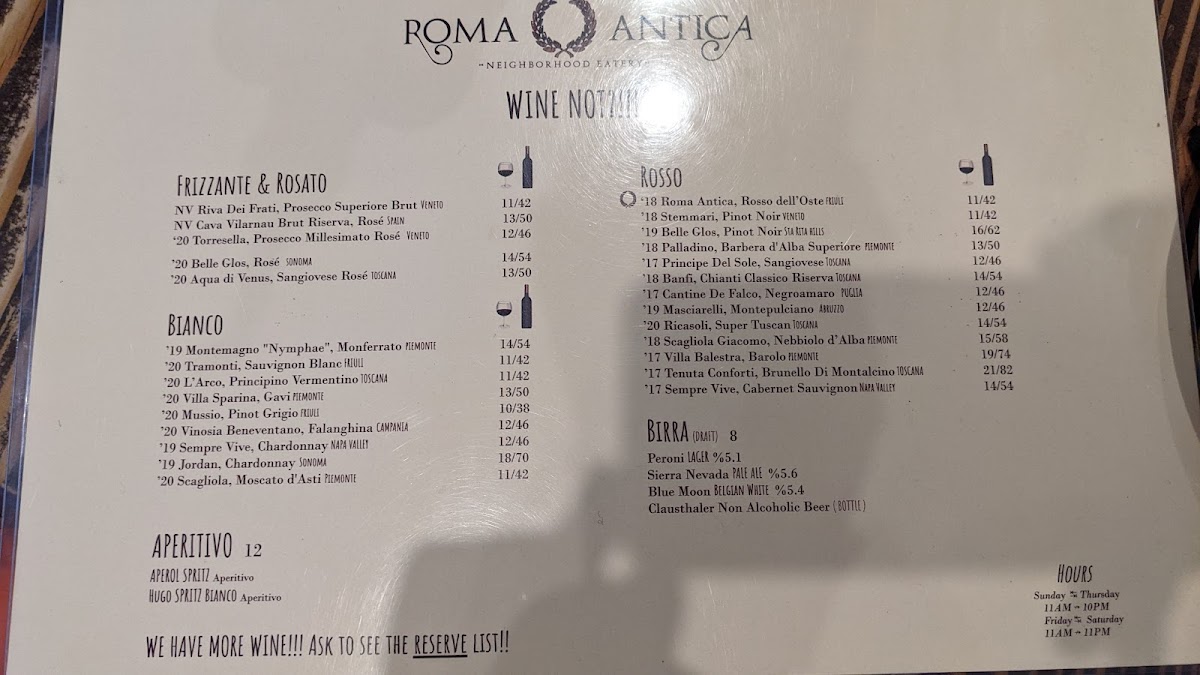 ROMA ANTICA
NEIGHBORHOOD EATERY
WINE NOT?!!!
FRIZZANTE & ROSATO
NV Riva Dei Frati, Prosecco Superiore Brut VENETO 11/42
NV Cava Vilarnau Brut Riserva, Rosé SPAIN 13/50
'20 Torresella, Prosecco Millesimato Rosé VENETO 12/46
'20 Belle Glos, Rosé SONOMA 14/54
'20 Aqua di Venus, Sangiovese Rosé TOSCANA 13/50
BIANCO
'19 Montemagno "Nymphae", Monferrato PIEMONTE 14/54
'20 Tramonti, Sauvignon Blanc FRIULI 11/42
'20 L'Arco, Principino Vermentino TOSCANA 11/42
'20 Villa Sparina, Gavi PIEMONTE 13/50
'20 Mussio, Pinot Grigio FRIULI 10/38
'20 Vinosia Beneventano, Falanghina CAMPANIA 12/46
'19 Sempre Vive, Chardonnay NAPA VALLEY 12/46
'19 Jordan, Chardonnay SONOMA 18/70
'20 Scagliola, Moscato d'Asti PIEMONTE 11/42
APERITIVO 12
APEROL SPRITZ Aperitivo
HUGO SPRITZ BIANCO Aperitivo
WE HAVE MORE WINE!!! ASK TO SEE THE RESERVE LIST!!
ROSSO
'18 Roma Antica, Rosso dell'Oste FRIULI 11/42
'18 Stemmari, Pinot Noir VENETO 11/42
'19 Belle Glos, Pinot Noir STA RITA HILLS 16/62
'18 Palladino, Barbera d'Alba Superiore PIEMONTE 13/50
'17 Principe Del Sole, Sangiovese TOSCANA 12/46
'18 Banfi, Chianti Classico Riserva TOSCANA 14/54
'17 Cantine De Falco, Negroamaro PUGLIA 12/46
'19 Masciarelli, Montepulciano ABRUZZO 12/46
'20 Ricasoli, Super Tuscan TOSCANA 14/54
'18 Scagliola Giacomo, Nebbiolo d'Alba PIEMONTE 15/58
'17 Villa Balestra, Barolo PIEMONTE 19/74
'17 Tenuta Conforti, Brunello Di Montalcino TOSCANA 21/82
'17 Sempre Vive, Cabernet Sauvignon NAPA VALLEY 14/54
BIRRA (DRAFT) 8
Peroni LAGER %5.1
Sierra Nevada PALE ALE %5.6
Blue Moon BELGIAN WHITE %5.4
Clausthaler Non Alcoholic Beer (BOTTLE)
HOURS
Sunday - Thursday
11AM - 10PM
Friday - Saturday
11AM - 11PM